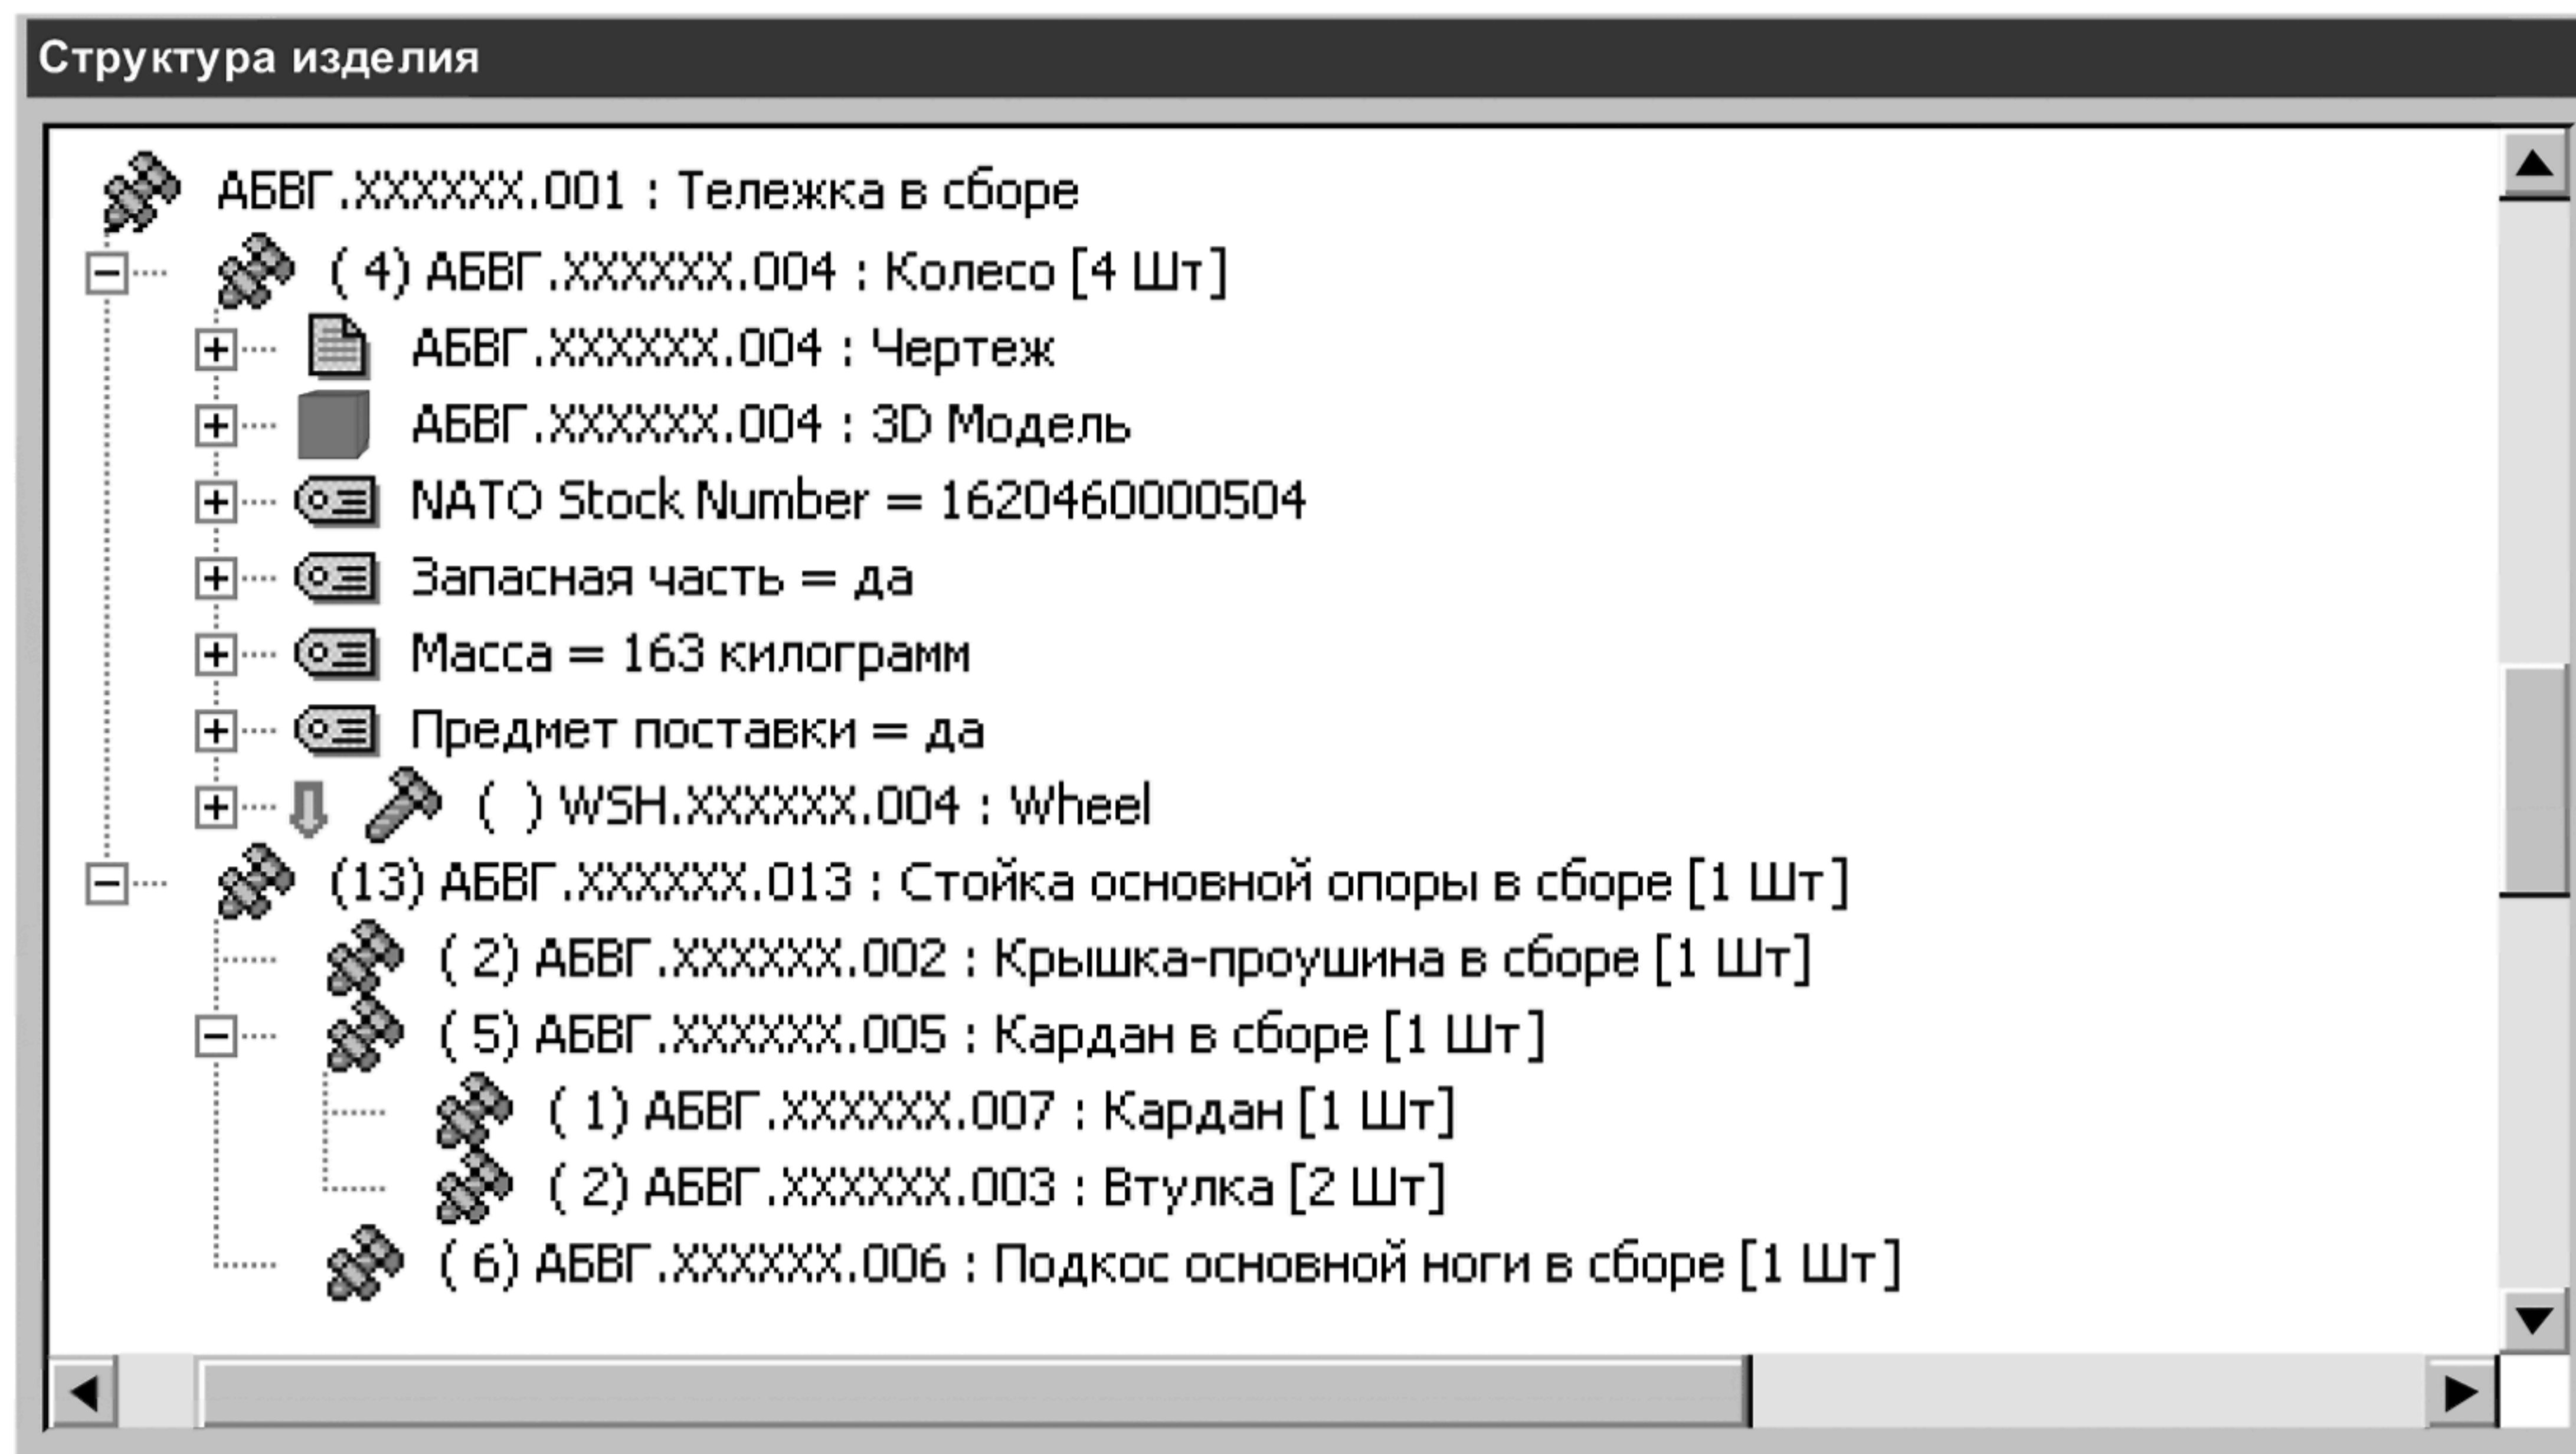 Структура изделия
АБВГ.XXXXXX.001 : Тележка в сборе
( 4) АБВГ.XXXXXX.004 : Колесо [4 Шт]
АБВГ.XXXXXX.004 : Чертеж
АБВГ.XXXXXX.004 : 3D Модель
NATO Stock Number = 1620460000504
Запасная часть = да
Масса = 163 килограмм
Предмет поставки = да
( ) WSH.XXXXXX.004 : Wheel
(13) АБВГ.XXXXXX.013 : Стойка основной опоры в сборе [1 Шт]
( 2) АБВГ.XXXXXX.002 : Крышка-проушина в сборе [1 Шт]
( 5) АБВГ.XXXXXX.005 : Кардан в сборе [1 Шт]
( 1) АБВГ.XXXXXX.007 : Кардан [1 Шт]
( 2) АБВГ.XXXXXX.003 : Втулка [2 Шт]
( 6) АБВГ.XXXXXX.006 : Подкос основной ноги в сборе [1 Шт]